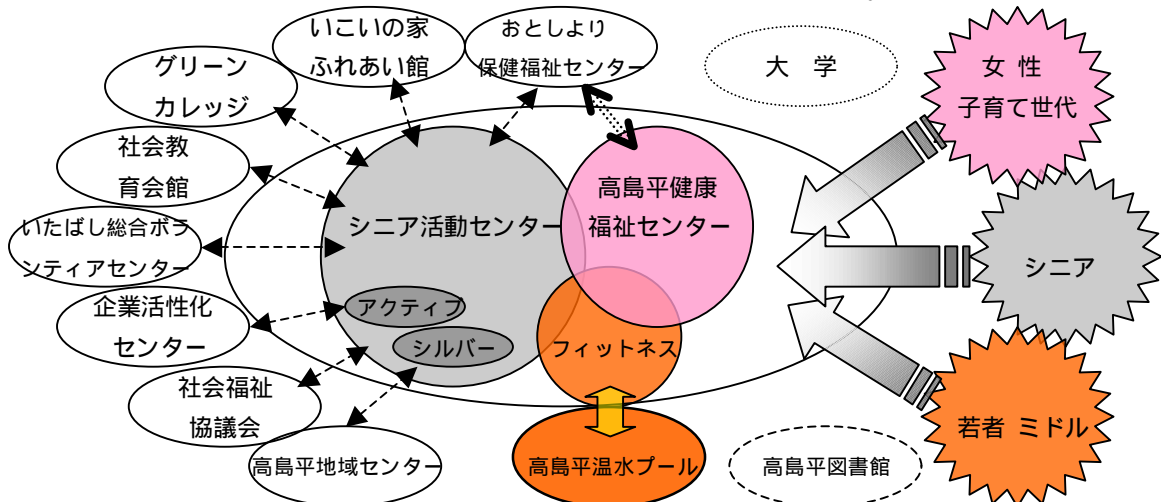 いこいの家
ふれあい館
おとしより
保健福祉センター
大 学
女 性
子育て世代
グリーン
カレッジ
社会教
育会館
高島平健康
福祉センター
シニア活動センター
いたばし総合ボラ
ンティアセンター
シニア
企業活性化
センター
アクティブ
シルバー
フィットネス
社会福祉
協議会
若者 ミドル
高島平地域センター
高島平温水プール
高島平図書館